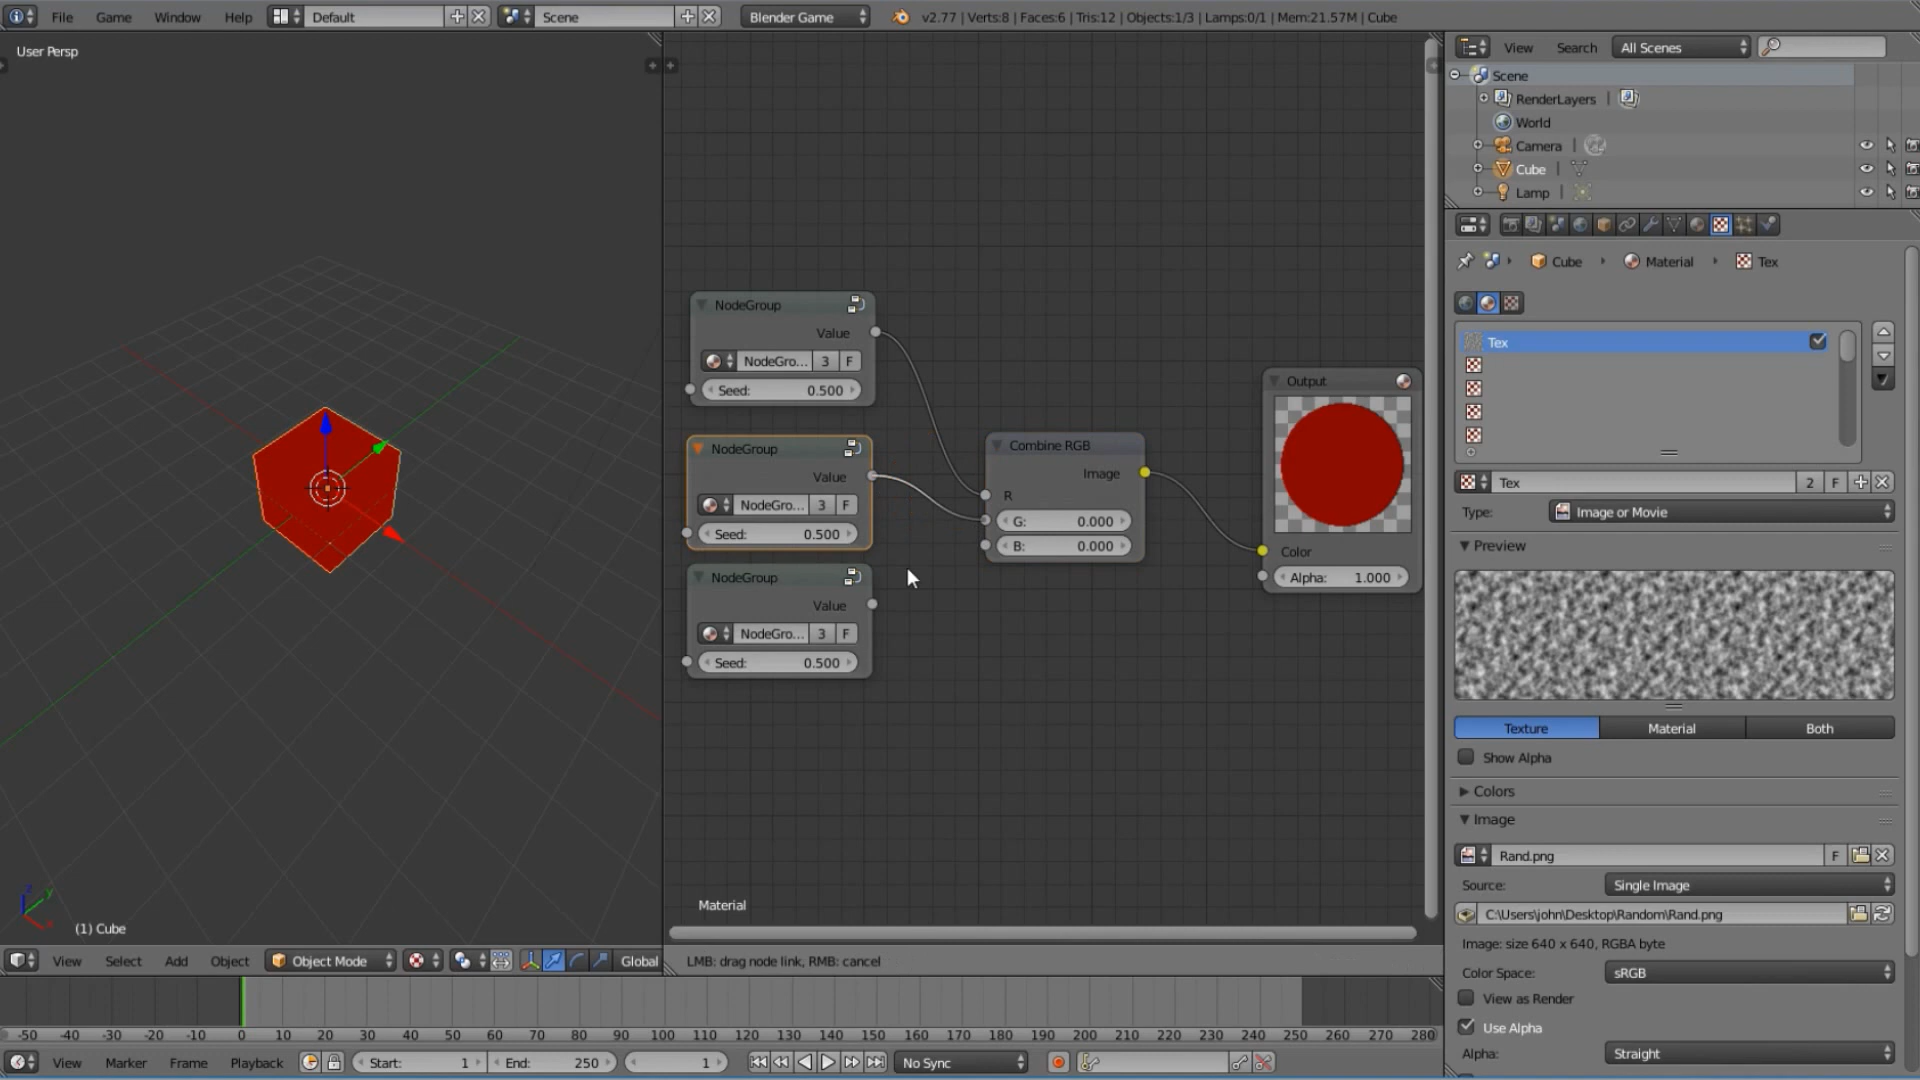 File Game Window Help Default Scene Blender Game v2.77 | Verts:8 | Faces:6 | Tris:12 | Objects:1/3 | Lamps:0/1 | Mem:21.57M | Cube
User Persp
NodeGroup
Value
NodeGro... 3 F
Seed: 0.500
NodeGroup
Value
NodeGro... 3 F
Seed: 0.500
NodeGroup
Value
NodeGro... 3 F
Seed: 0.500
Combine RGB
Image
R
G: 0.000
B: 0.000
Output
Color
Alpha: 1.000
Material
z
y
x
(1) Cube
View Select Add Object Object Mode Global
LMB: drag node link, RMB: cancel
-50 -40 -30 -20 -10 0 10 20 30 40 50 60 70 80 90 100 110 120 130 140 150 160 170 180 190 200 210 220 230 240 250 260 270 280
View Marker Frame Playback Start: 1 End: 250 1 No Sync
View Search All Scenes
Scene
RenderLayers |
World
Camera |
Cube |
Lamp |
Cube Material Tex
Tex
Tex 2 F
Type: Image or Movie
Preview
Texture Material Both
Show Alpha
Colors
Image
Rand.png F
Source: Single Image
C:\Users\john\Desktop\Random\Rand.png
Image: size 640 x 640, RGBA byte
Color Space: sRGB
View as Render
Use Alpha
Alpha: Straight